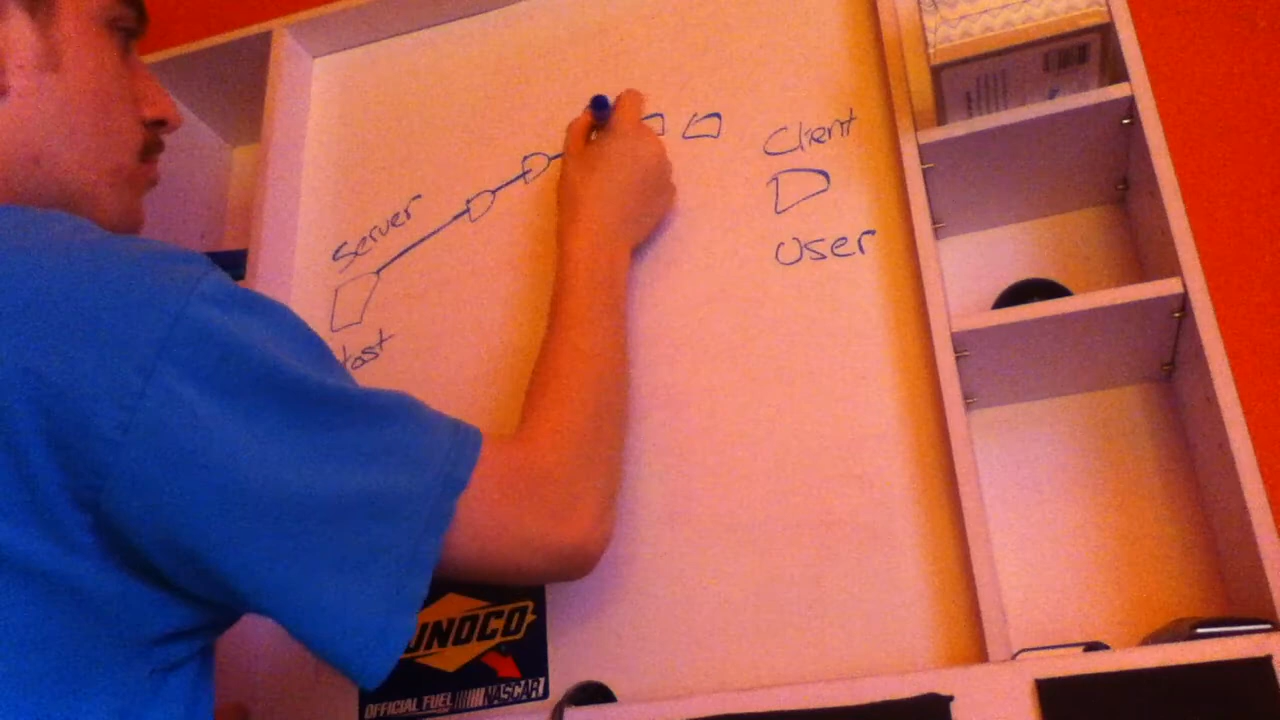 Client
Server
User
UNOCO
OFFICIAL FUEL NASCAR